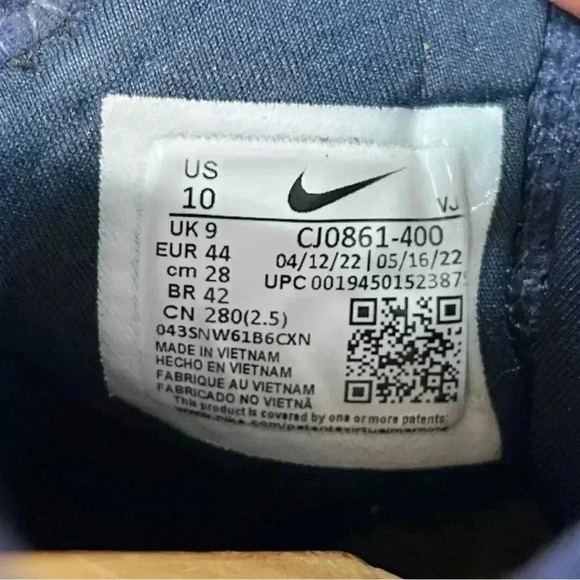 US
10
VJ
UK 9
EUR 44
cm 28
BR 42
CN 280(2.5)
CJ0861-400
04/12/22 | 05/16/22
UPC 00194501523875
043SNW61B6CXN
MADE IN VIETNAM
HECHO EN VIETNAM
FABRIQUE AU VIETNAM
FABRICADO NO VIETNÃ
This product is covered by one or more patents: